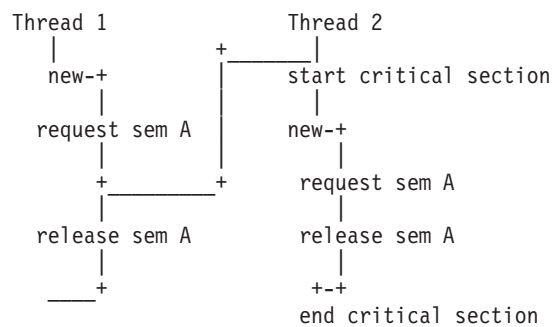 Thread 1 Thread 2
new-+ start critical section
request sem A new-+
request sem A
release sem A release sem A
end critical section